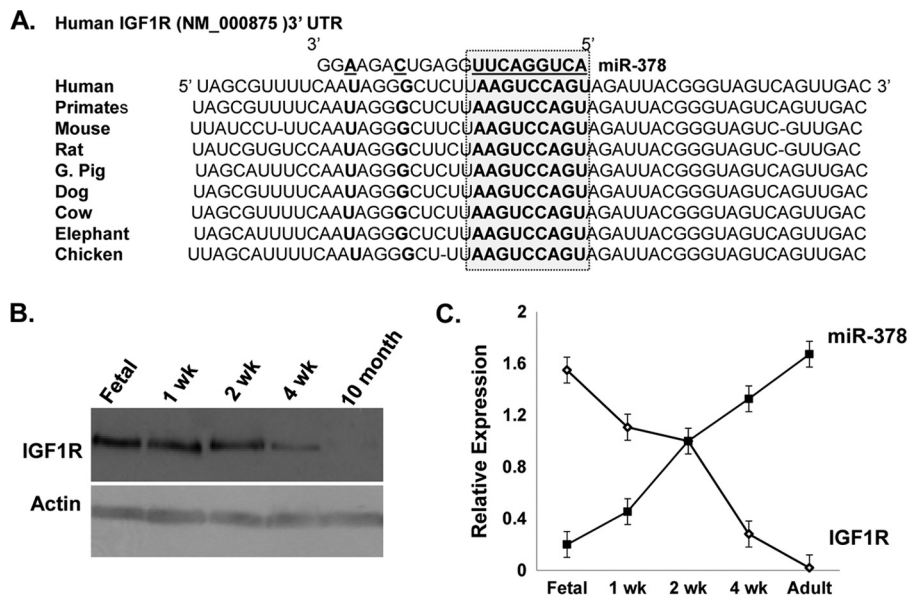 A. Human IGF1R (NM_000875 )3' UTR
3' 5'
GGAAGACUGAGGUUCAGGUCA miR-378
Human 5' UAGCGUUUUCAAUAGGGCUCUUAAGUCCAGUAGAUUACGGGUAGUCAGUUGAC 3'
Primates UAGCGUUUUCAAUAGGGCUCUUAAGUCCAGUAGAUUACGGGUAGUCAGUUGAC
Mouse UUAUCCU-UUCAAUAGGGCUUCUAAGUCCAGUAGAUUACGGGUAGUC-GUUGAC
Rat UAUCGUGUCCAAUAGGGCUUCUAAGUCCAGUAGAUUACGGGUAGUC-GUUGAC
G. Pig UAGCAUUUCCAAUAGGGCUCUUAAGUCCAGUAGAUUACGGGUAGUCAGUUGAC
Dog UAGCGUUUUCAAUAGGGCUCUUAAGUCCAGUAGAUUACGGGUAGUCAGUUGAC
Cow UAGCGUUUUCAAUAGGGCUCUUAAGUCCAGUAGAUUACGGGUAGUCAGUUGAC
Elephant UAGCAUUUUCAAUAGGGCUCUUAAGUCCAGUAGAUUACGGGUAGUCAGUUGAC
Chicken UUAGCAUUUUCAAUAGGGCU-UUAAGUCCAGUAGAUUACGGGUAGUCAGUUGAC
B.
Fetal 1 wk 2 wk 4 wk 10 month
IGF1R
Actin
C.
Relative Expression
2
1.6
1.2
0.8
0.4
0
miR-378
IGF1R
Fetal 1 wk 2 wk 4 wk Adult